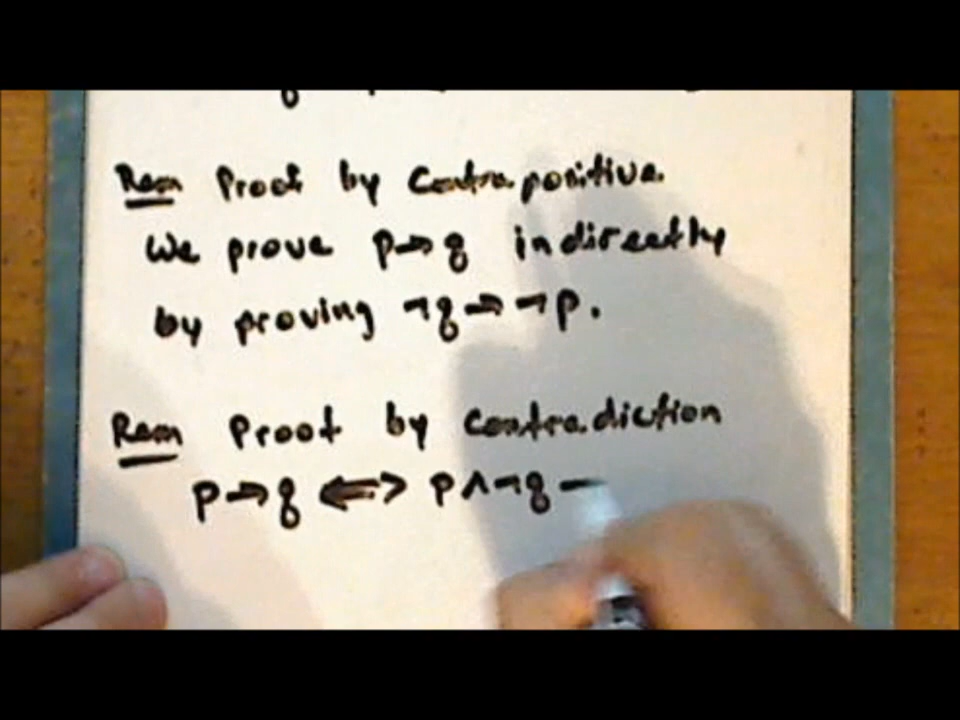 Rem Proof by Contrapositive.
We prove p→q indirectly
by proving ¬q→¬p.
Rem Proof by Contradiction
p→q ⟺ p∧¬q —